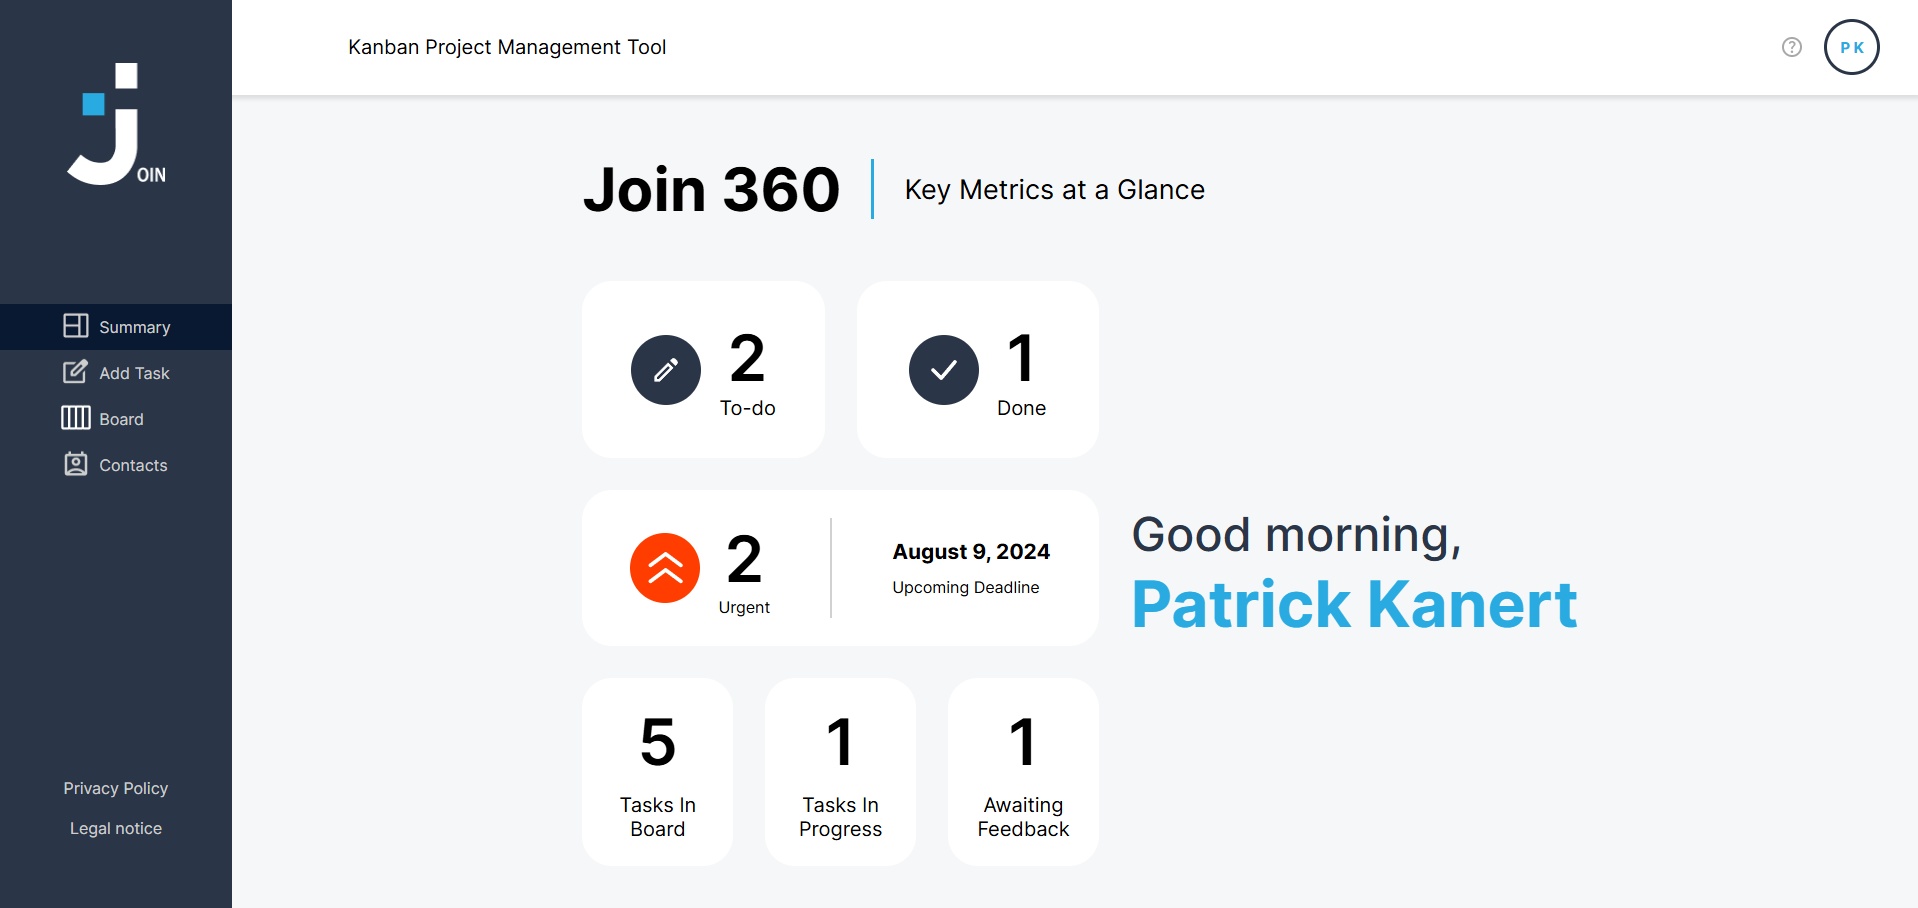 OIN
Summary
Add Task
Board
Contacts
Privacy Policy
Legal notice
Kanban Project Management Tool
P K
Join 360
Key Metrics at a Glance
2
To-do
1
Done
2
Urgent
August 9, 2024
Upcoming Deadline
5
Tasks In
Board
1
Tasks In
Progress
1
Awaiting
Feedback
Good morning,
Patrick Kanert